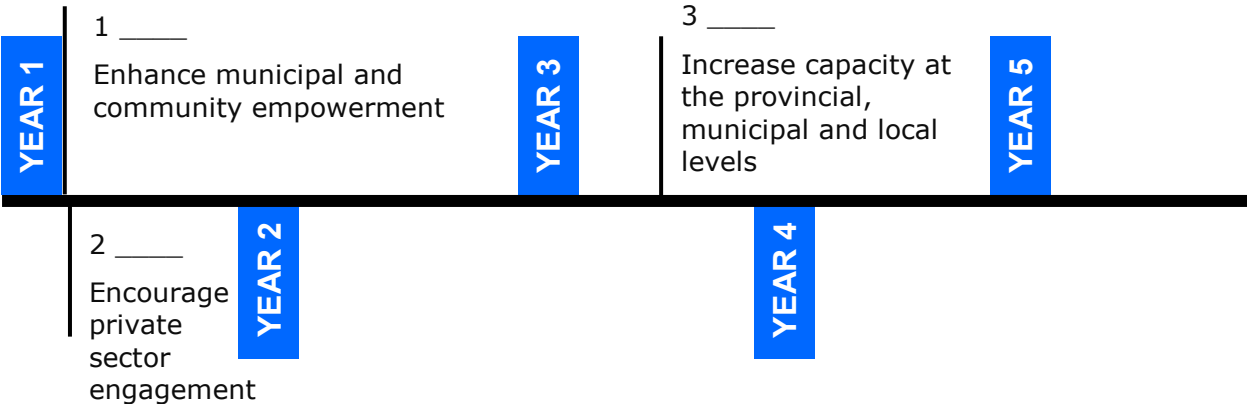 1 ____
Enhance municipal and
community empowerment
3 ____
Increase capacity at
the provincial,
municipal and local
levels
YEAR 1
YEAR 3
YEAR 5
2 ____
Encourage
private
sector
engagement
YEAR 2
YEAR 4